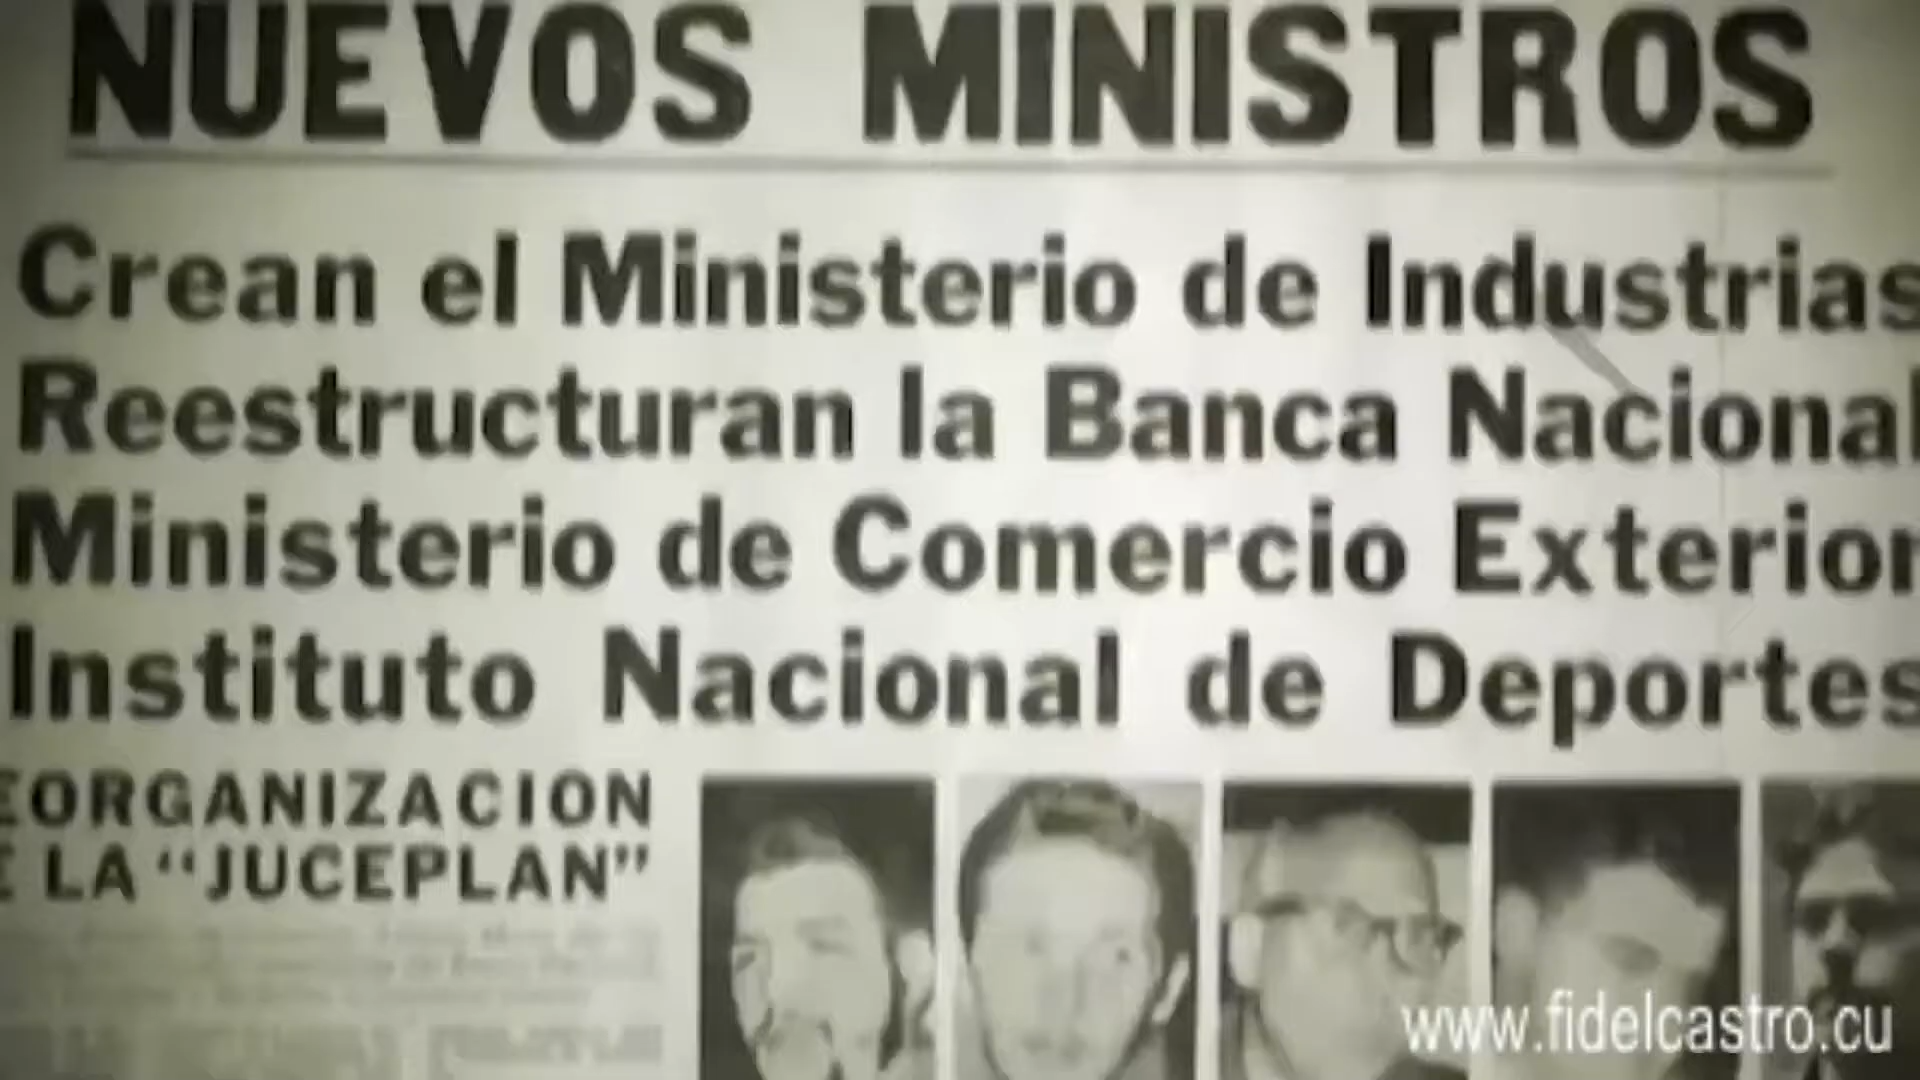 NUEVOS MINISTROS
Crean el Ministerio de Industrias
Reestructuran la Banca Nacional
Ministerio de Comercio Exterior
Instituto Nacional de Deportes
EORGANIZACION
E LA “JUCEPLAN”
www.fidelcastro.cu